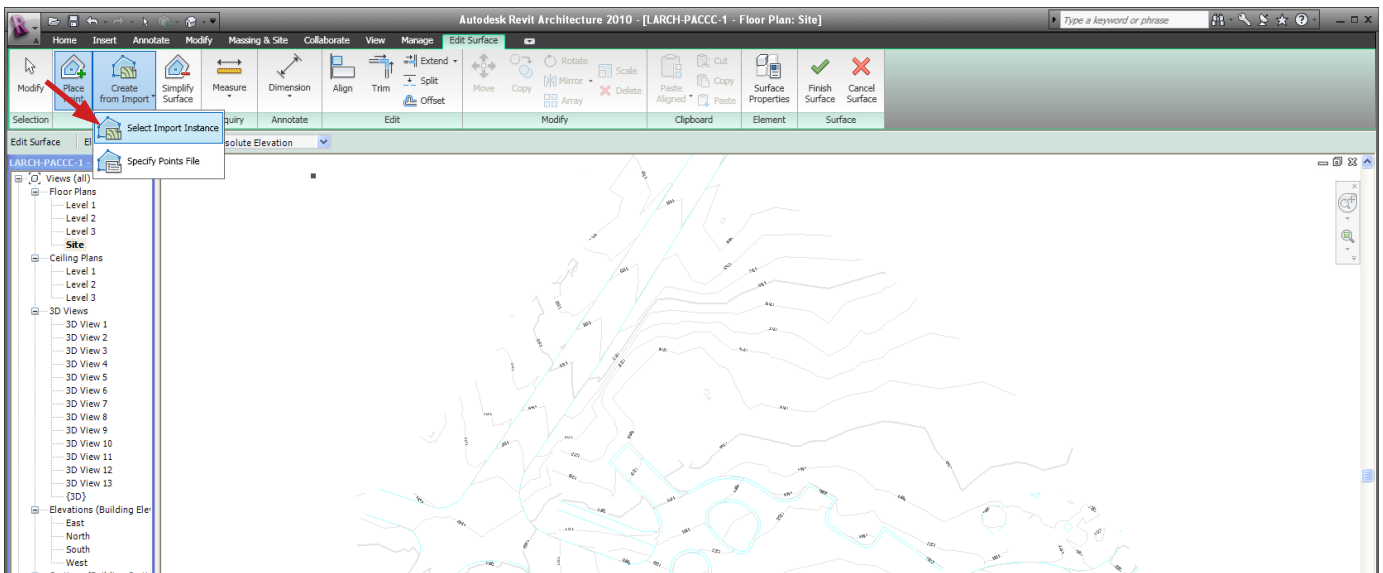 Autodesk Revit Architecture 2010 - [LARCH-PACCC-1 - Floor Plan: Site]
Type a keyword or phrase
Home Insert Annotate Modify Massing & Site Collaborate View Manage Edit Surface
Modify
Place Point
Create from Import
Simplify Surface
Measure
Dimension
Align
Trim
Extend
Split
Offset
Move
Copy
Rotate
Mirror
Array
Scale
Delete
Paste Aligned
Cut
Copy
Paste
Surface Properties
Finish Surface
Cancel Surface
Selection
quiry
Annotate
Edit
Modify
Clipboard
Element
Surface
Select Import Instance
Specify Points File
Edit Surface
El
solute Elevation
LARCH-PACCC-1 -
Views (all)
Floor Plans
Level 1
Level 2
Level 3
Site
Ceiling Plans
Level 1
Level 2
Level 3
3D Views
3D View 1
3D View 2
3D View 3
3D View 4
3D View 5
3D View 6
3D View 7
3D View 8
3D View 9
3D View 10
3D View 11
3D View 12
3D View 13
{3D}
Elevations (Building Ele
East
North
South
West